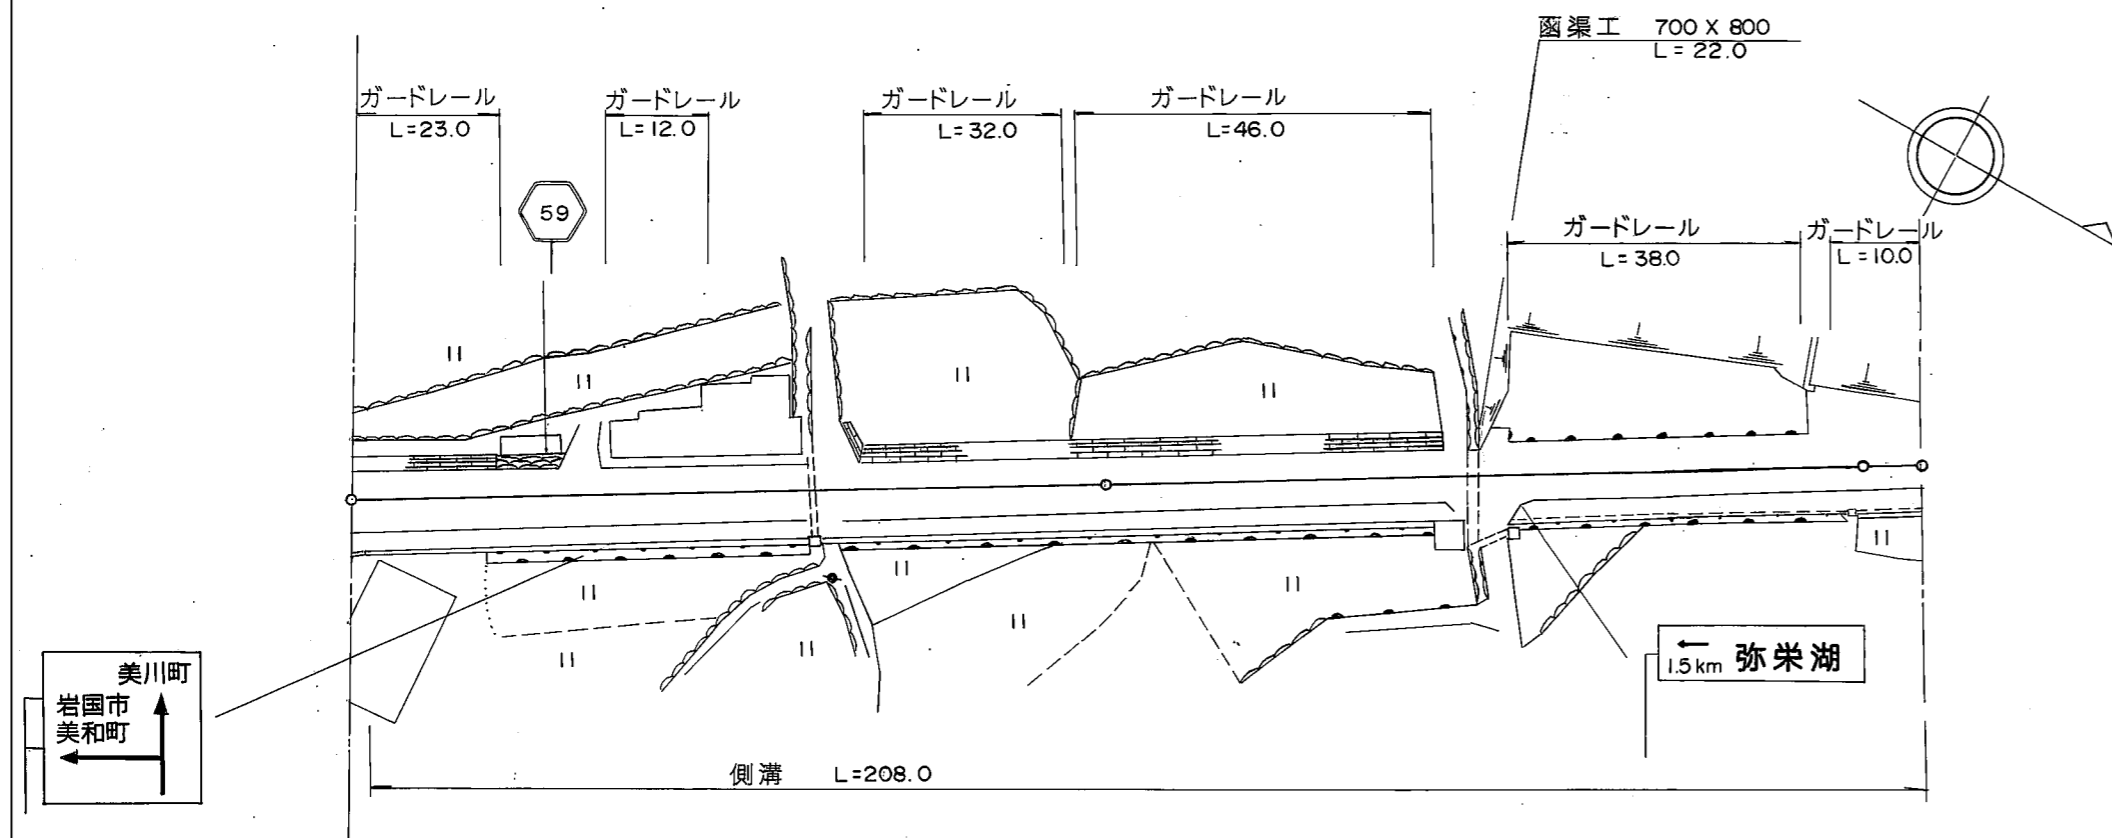 函渠工 700 X 800
L = 22.0
ガードレール
L=23.0
ガードレール
L=12.0
ガードレール
L=32.0
ガードレール
L=46.0
59
ガードレール
L=38.0
ガードレール
L=10.0
美川町
岩国市
美和町
1.5km 弥栄湖
側溝 L=208.0